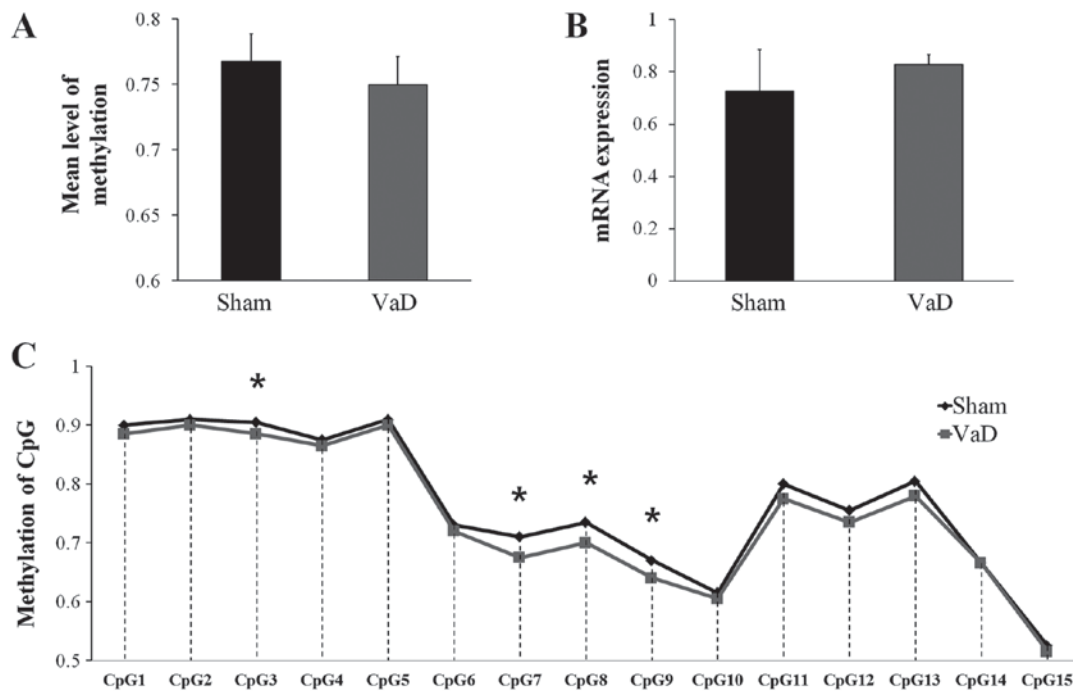 A
Mean level of
methylation
0.8
0.75
0.7
0.65
0.6
Sham VaD
B
mRNA expression
1
0.8
0.6
0.4
0.2
0
Sham VaD
C
Methylation of CpG
1
0.9
0.8
0.7
0.6
0.5
*
*
*
*
Sham
VaD
CpG1 CpG2 CpG3 CpG4 CpG5 CpG6 CpG7 CpG8 CpG9 CpG10 CpG11 CpG12 CpG13 CpG14 CpG15